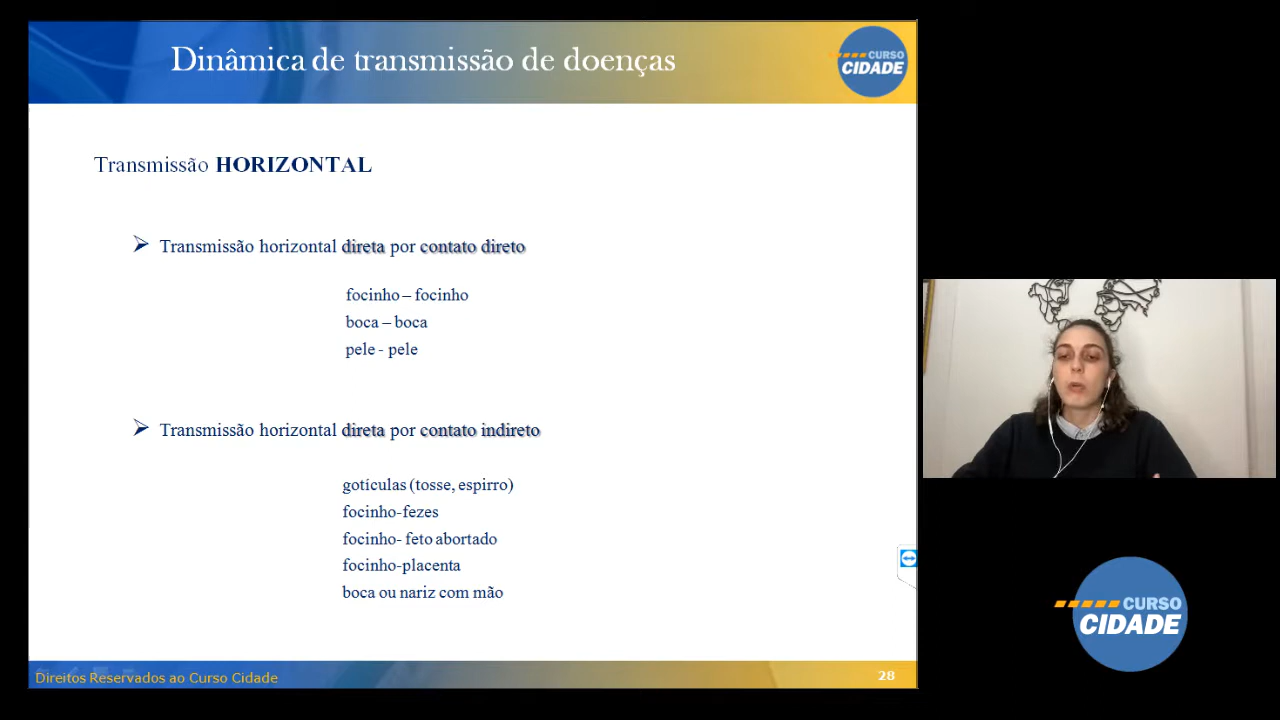 Dinâmica de transmissão de doenças
CURSO
CIDADE
Transmissão HORIZONTAL
Transmissão horizontal direta por contato direto
focinho – focinho
boca – boca
pele - pele
Transmissão horizontal direta por contato indireto
gotículas (tosse, espirro)
focinho-fezes
focinho- feto abortado
focinho-placenta
boca ou nariz com mão
Direitos Reservados ao Curso Cidade
28
CURSO
CIDADE